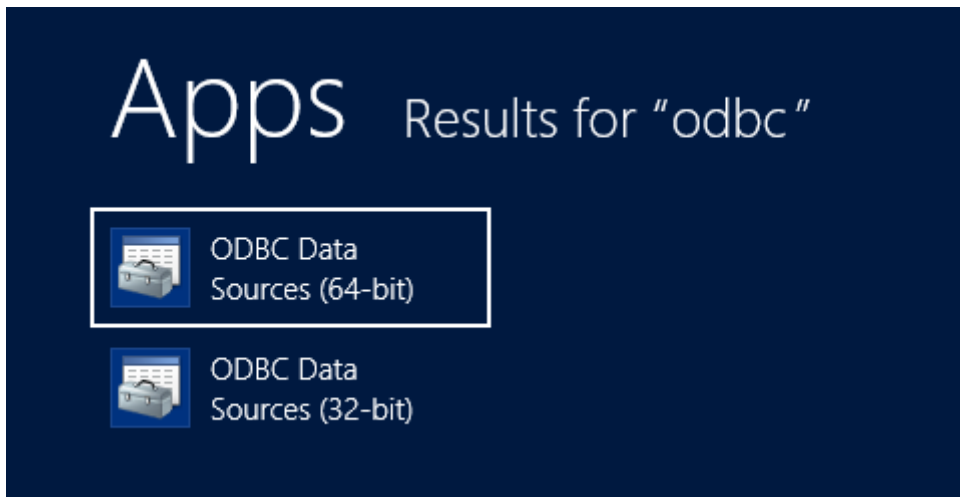 Apps Results for “odbc”
ODBC Data
Sources (64-bit)
ODBC Data
Sources (32-bit)